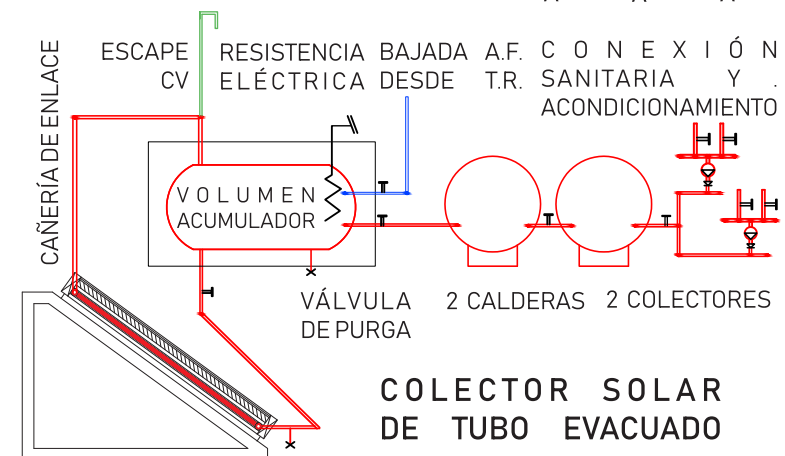 ESCAPE
CV
RESISTENCIA
ELÉCTRICA
BAJADA A.F.
DESDE T.R.
CONEXIÓN
SANITARIA Y .
ACONDICIONAMIENTO
CAÑERÍA DE ENLACE
VOLUMEN
ACUMULADOR
VÁLVULA
DE PURGA
2 CALDERAS
2 COLECTORES
COLECTOR SOLAR
DE TUBO EVACUADO